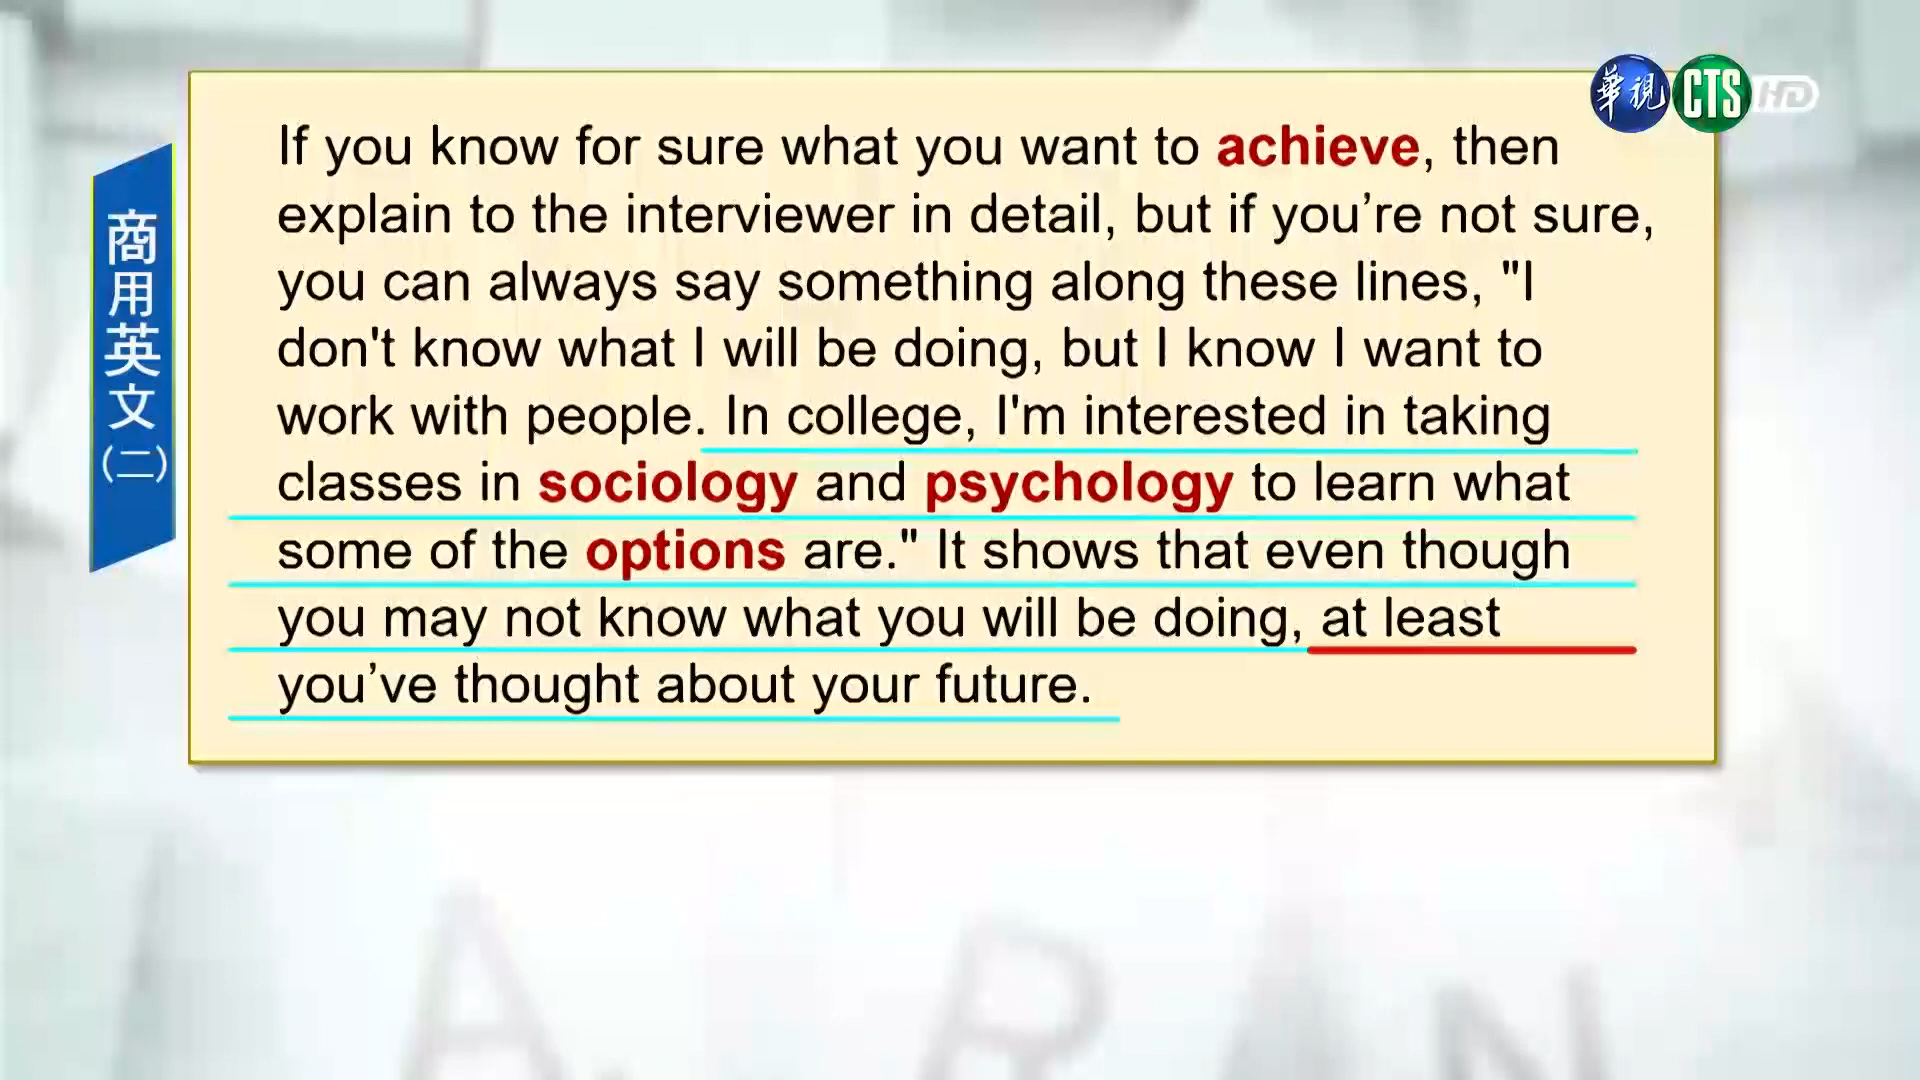 華視 CTS HD
商用英文(二)
If you know for sure what you want to achieve, then
explain to the interviewer in detail, but if you’re not sure,
you can always say something along these lines, "I
don't know what I will be doing, but I know I want to
work with people. In college, I'm interested in taking
classes in sociology and psychology to learn what
some of the options are." It shows that even though
you may not know what you will be doing, at least
you’ve thought about your future.